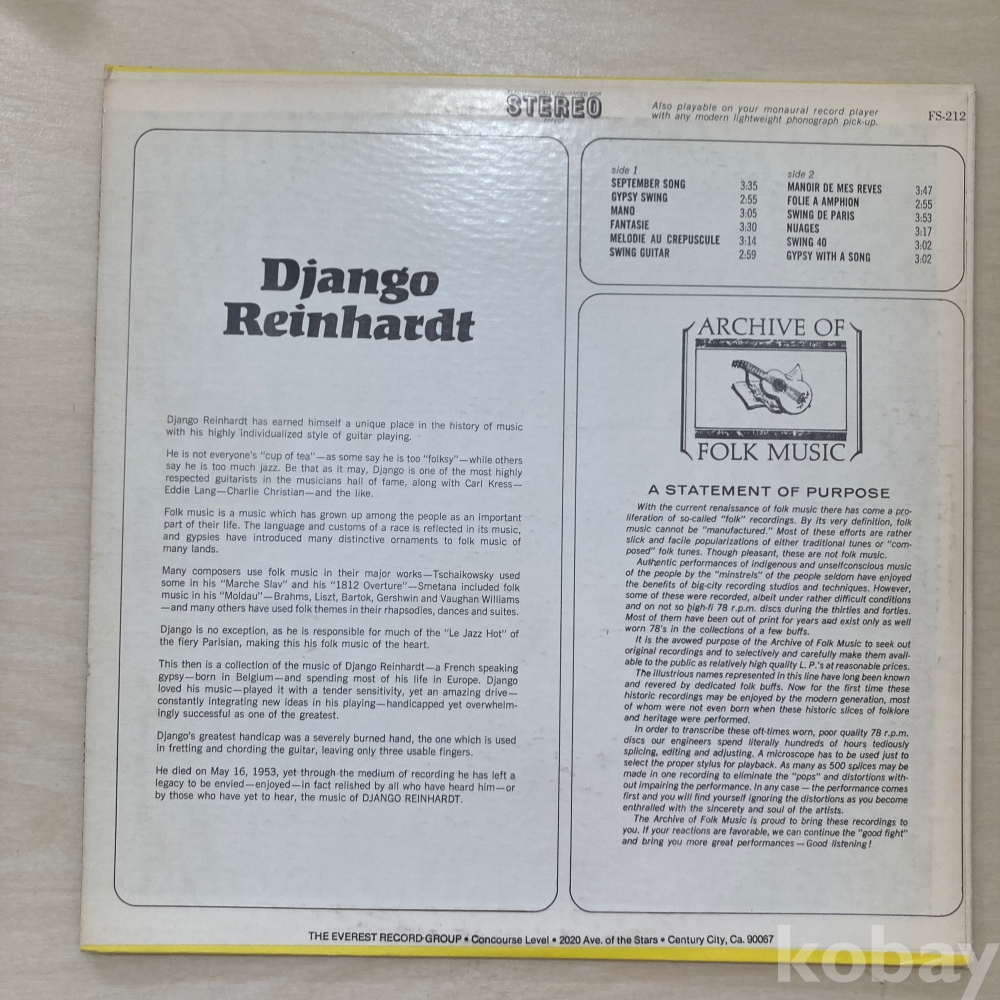 STEREO
Also playable on your monaural record player
with any modern lightweight phonograph pick-up.
FS-212
Django
Reinhardt
Django Reinhardt has earned himself a unique place in the history of music
with his highly individualized style of guitar playing.
He is not everyone's "cup of tea"—as some say he is too "folksy"—while others
say he is too much jazz. Be that as it may, Django is one of the most highly
respected guitarists in the musicians hall of fame, along with Carl Kress—
Eddie Lang—Charlie Christian—and the like.
Folk music is a music which has grown up among the people as an important
part of their life. The language and customs of a race is reflected in its music,
and gypsies have introduced many distinctive ornaments to folk music of
many lands.
Many composers use folk music in their major works—Tschaikowsky used
some in his "Marche Slav" and his "1812 Overture"—Smetana included folk
music in his "Moldau"—Brahms, Liszt, Bartok, Gershwin and Vaughan Williams
—and many others have used folk themes in their rhapsodies, dances and suites.
Django is no exception, as he is responsible for much of the "Le Jazz Hot" of
the fiery Parisian, making this his folk music of the heart.
This then is a collection of the music of Django Reinhardt—a French speaking
gypsy—born in Belgium—and spending most of his life in Europe. Django
loved his music—played it with a tender sensitivity, yet an amazing drive—
constantly integrating new ideas in his playing—handicapped yet overwhelm-
ingly successful as one of the greatest.
Django's greatest handicap was a severely burned hand, the one which is used
in fretting and chording the guitar, leaving only three usable fingers.
He died on May 16, 1953, yet through the medium of recording he has left a
legacy to be envied—enjoyed—in fact relished by all who have heard him—or
by those who have yet to hear, the music of DJANGO REINHARDT.
side 1
SEPTEMBER SONG 3:35
GYPSY SWING 2:55
MANO 3:05
FANTASIE 3:30
MELODIE AU CREPUSCULE 3:14
SWING GUITAR 2:59
side 2
MANOIR DE MES REVES 3:47
FOLIE A AMPHION 2:55
SWING DE PARIS 3:53
NUAGES 3:17
SWING 40 3:02
GYPSY WITH A SONG 3:02
ARCHIVE OF
FOLK MUSIC
A STATEMENT OF PURPOSE
With the current renaissance of folk music there has come a pro-
liferation of so-called "folk" recordings. By its very definition, folk
music cannot be "manufactured." Most of these efforts are rather
slick and facile popularizations of either traditional tunes or "com-
posed" folk tunes. Though pleasant, these are not folk music.
Authentic performances of indigenous and unselfconscious music
of the people by the "minstrels" of the people seldom have enjoyed
the benefits of big-city recording studios and techniques. However,
some of these were recorded, albeit under rather difficult conditions
and on not so high-fi 78 r.p.m. discs during the thirties and forties.
Most of them have been out of print for years and exist only as well
worn 78's in the collections of a few buffs.
It is the avowed purpose of the Archive of Folk Music to seek out
original recordings and to selectively and carefully make them avail-
able to the public as relatively high quality L. P.'s at reasonable prices.
The illustrious names represented in this line have long been known
and revered by dedicated folk buffs. Now for the first time these
historic recordings may be enjoyed by the modern generation, most
of whom were not even born when these historic slices of folklore
and heritage were performed.
In order to transcribe these oft-times worn, poor quality 78 r.p.m.
discs our engineers spend literally hundreds of hours tediously
splicing, editing and adjusting. A microscope has to be used just to
select the proper stylus for playback. As many as 500 splices may be
made in one recording to eliminate the "pops" and distortions with-
out impairing the performance. In any case — the performance comes
first and you will find yourself ignoring the distortions as you become
enthralled with the sincerety and soul of the artists.
The Archive of Folk Music is proud to bring these recordings to
you. If your reactions are favorable, we can continue the "good fight"
and bring you more great performances — Good listening!
THE EVEREST RECORD GROUP • Concourse Level • 2020 Ave. of the Stars • Century City, Ca. 90067
kobay